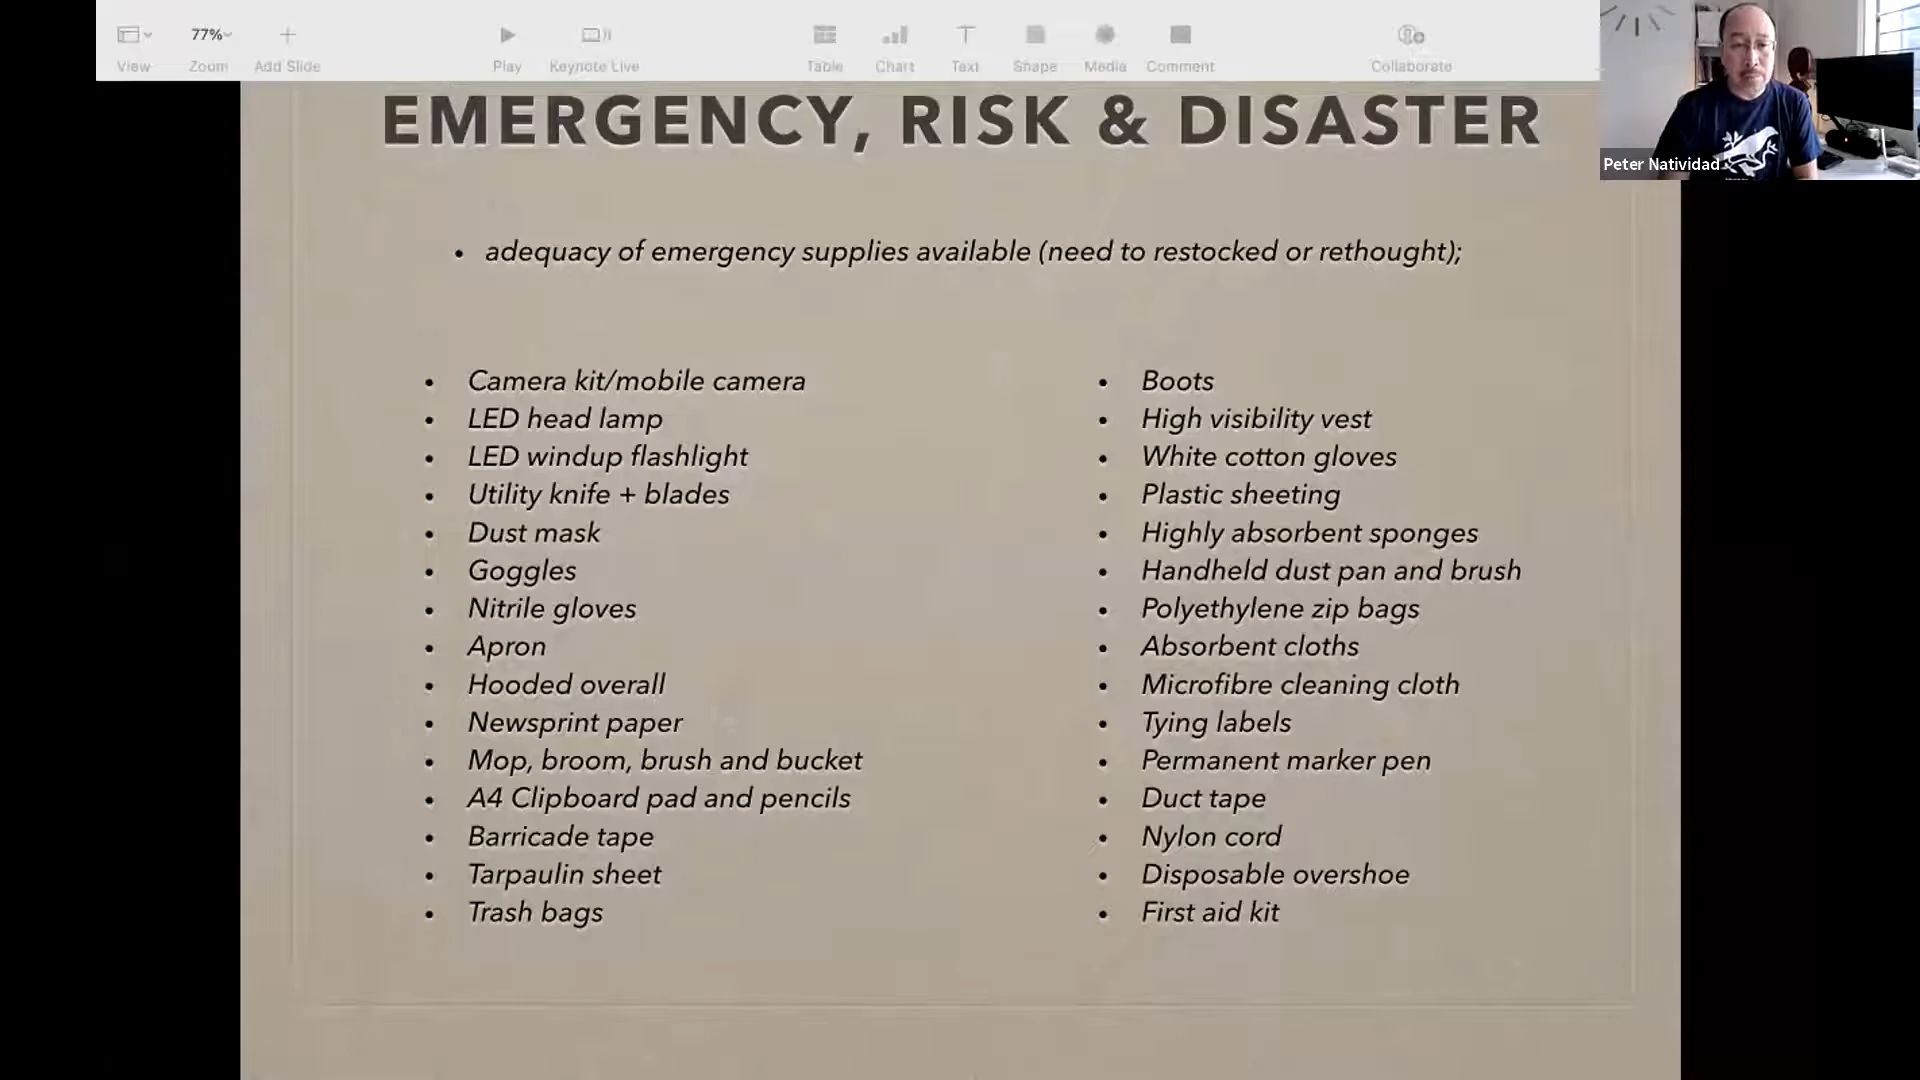 77%
View
Zoom
Add Slide
Play
Keynote Live
Table
Chart
Text
Shape
Media
Comment
Collaborate
Peter Natividad
EMERGENCY, RISK & DISASTER
• adequacy of emergency supplies available (need to restocked or rethought);
• Camera kit/mobile camera
• LED head lamp
• LED windup flashlight
• Utility knife + blades
• Dust mask
• Goggles
• Nitrile gloves
• Apron
• Hooded overall
• Newsprint paper
• Mop, broom, brush and bucket
• A4 Clipboard pad and pencils
• Barricade tape
• Tarpaulin sheet
• Trash bags
• Boots
• High visibility vest
• White cotton gloves
• Plastic sheeting
• Highly absorbent sponges
• Handheld dust pan and brush
• Polyethylene zip bags
• Absorbent cloths
• Microfibre cleaning cloth
• Tying labels
• Permanent marker pen
• Duct tape
• Nylon cord
• Disposable overshoe
• First aid kit